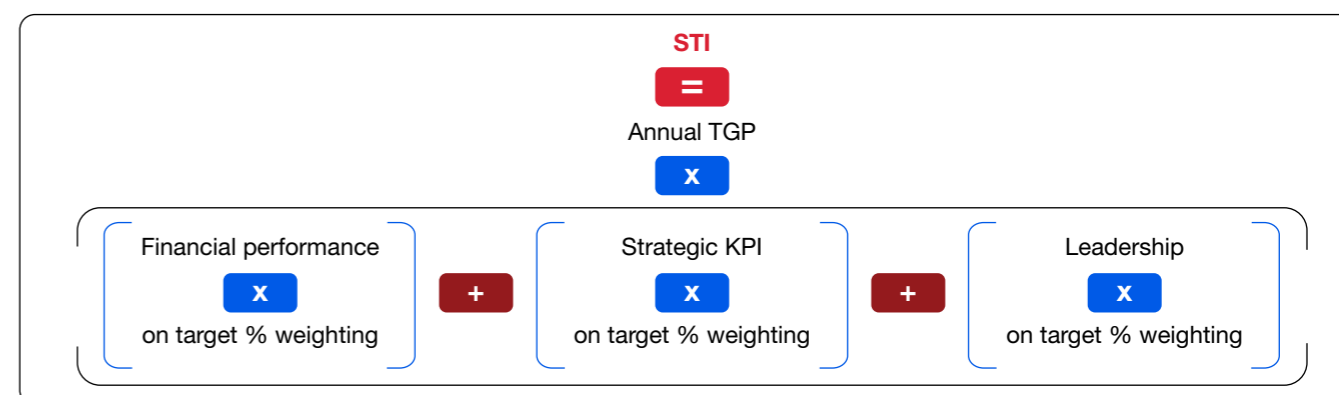 STI
=
Annual TGP
x
Financial performance
x
on target % weighting
+
Strategic KPI
x
on target % weighting
+
Leadership
x
on target % weighting